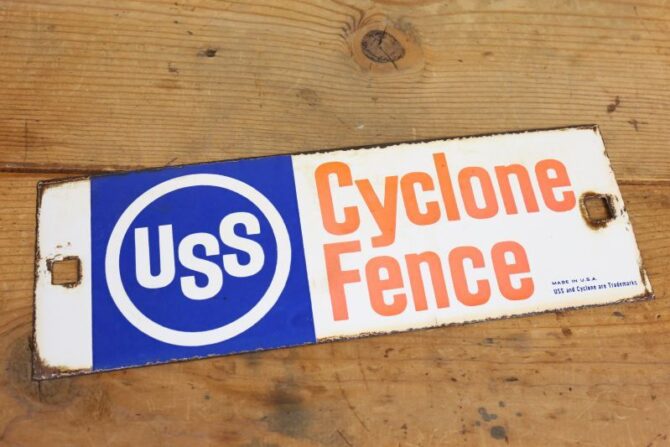 USS
Cyclone
Fence
MADE IN U.S.A.
USS and Cyclone are Trademarks